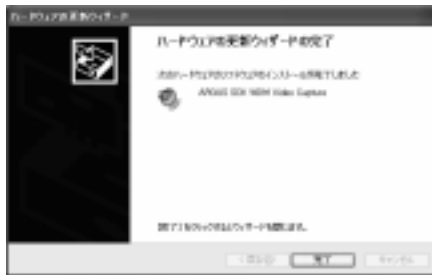 ハードウェアの更新ウィザード
ハードウェアの更新ウィザードの完了
次のハードウェアのソフトウェアのインストールが完了しました
WDM Video Capture
[完了]をクリックするとウィザードを閉じます。
< 戻る(B)
完了
キャンセル